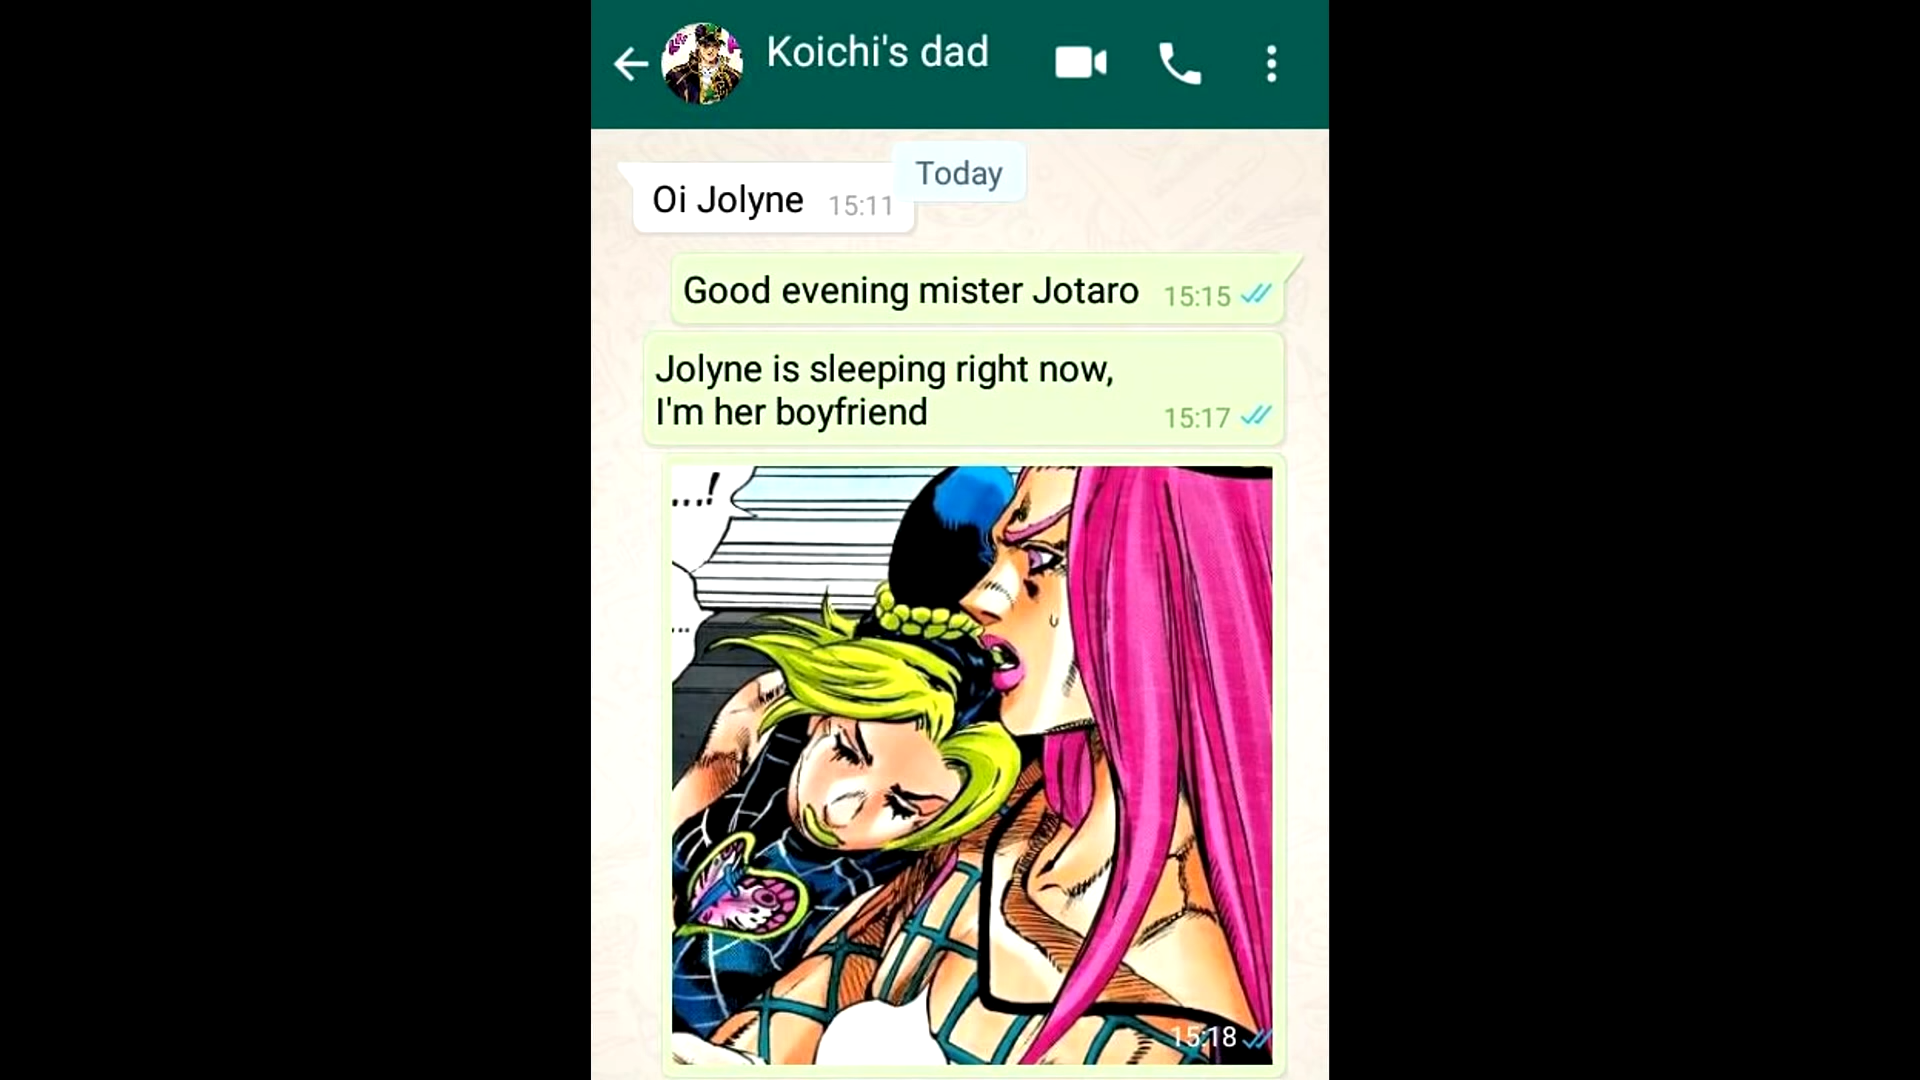 Koichi's dad
Today
Oi Jolyne 15:11
Good evening mister Jotaro 15:15
Jolyne is sleeping right now,
I'm her boyfriend 15:17
...!
...
15:18